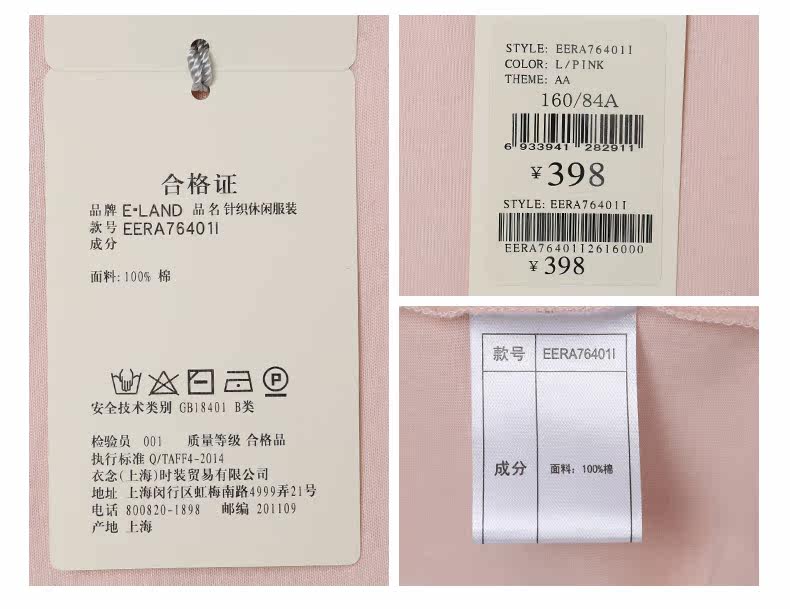 合格证
品牌 E·LAND 品名 针织休闲服装
款号 EERA76401I
成分
面料: 100% 棉
P
安全技术类别 GB18401 B类
检验员 001 质量等级 合格品
执行标准 Q/TAFF4-2014
衣念(上海)时装贸易有限公司
地址 上海闵行区虹梅南路4999弄21号
电话 800820-1898 邮编 201109
产地 上海
STYLE: EERA76401I
COLOR: L/PINK
THEME: AA
160/84A
6 933941 282911
¥398
STYLE: EERA76401I
EERA76401I2616000
¥398
款号 EERA76401I
成分 面料: 100%棉